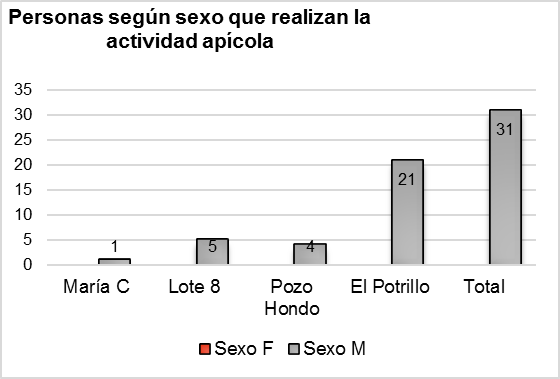 Personas según sexo que realizan la
actividad apícola
35
30
25
20
15
10
5
0
1
5
4
21
31
María C
Lote 8
Pozo
Hondo
El Potrillo
Total
Sexo F
Sexo M